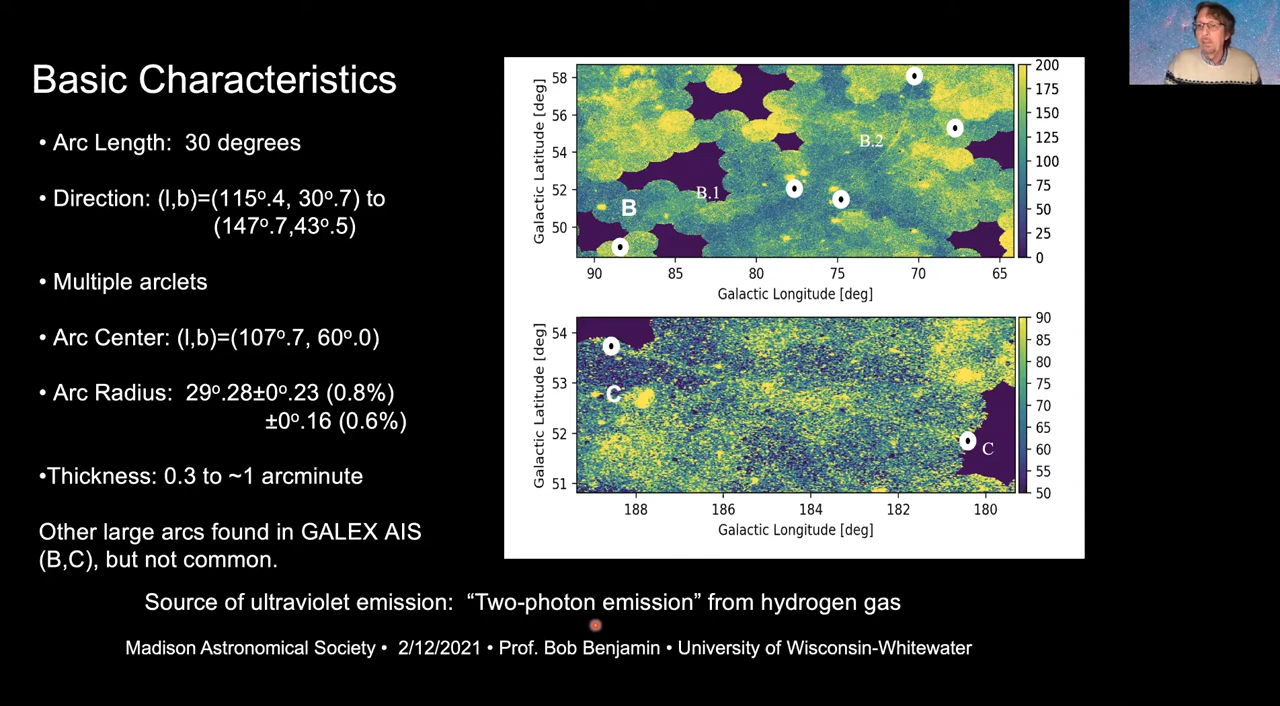 Basic Characteristics
• Arc Length: 30 degrees
• Direction: (l,b)=(115º.4, 30º.7) to
(147º.7,43º.5)
• Multiple arclets
• Arc Center: (l,b)=(107º.7, 60º.0)
• Arc Radius: 29º.28±0º.23 (0.8%)
±0º.16 (0.6%)
•Thickness: 0.3 to ~1 arcminute
Other large arcs found in GALEX AIS
(B,C), but not common.
Galactic Latitude [deg]
58
56
54
52
50
B.2
B.1
B
90 85 80 75 70 65
Galactic Longitude [deg]
200
175
150
125
100
75
50
25
0
Galactic Latitude [deg]
54
53
52
51
C
C
188 186 184 182 180
Galactic Longitude [deg]
90
85
80
75
70
65
60
55
50
Source of ultraviolet emission: “Two-photon emission” from hydrogen gas
Madison Astronomical Society • 2/12/2021 • Prof. Bob Benjamin • University of Wisconsin-Whitewater